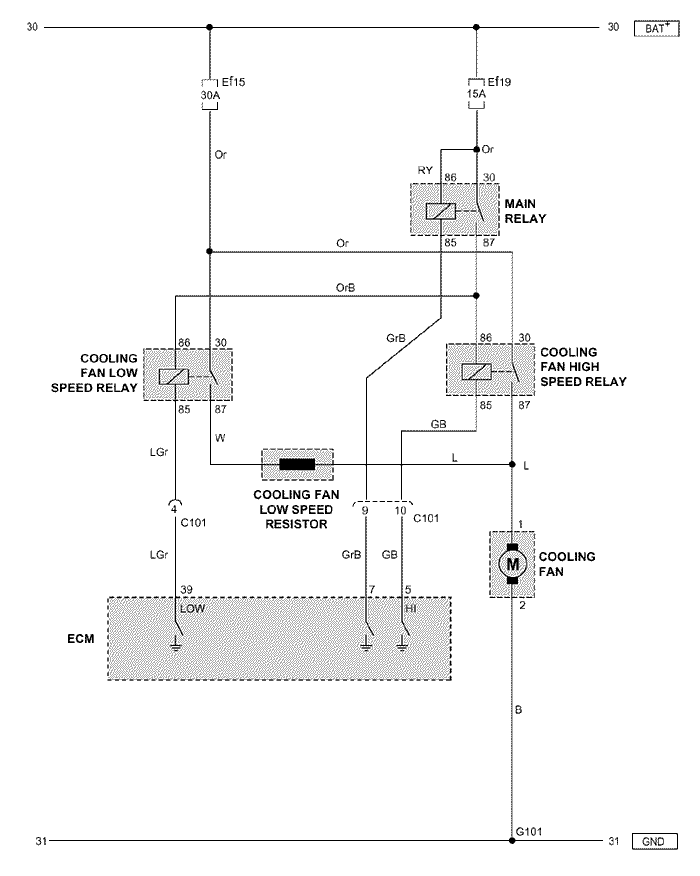 30
30
BAT+
Ef15
30A
Ef19
15A
Or
Or
RY
86
30
MAIN
RELAY
85
87
Or
OrB
GrB
86
30
COOLING
FAN LOW
SPEED RELAY
85
87
86
30
COOLING
FAN HIGH
SPEED RELAY
85
87
W
GB
LGr
L
L
COOLING FAN
LOW SPEED
RESISTOR
4
C101
9
10
C101
1
M
COOLING
FAN
2
LGr
GrB
GB
39
7
5
LOW
HI
ECM
B
G101
31
31
GND